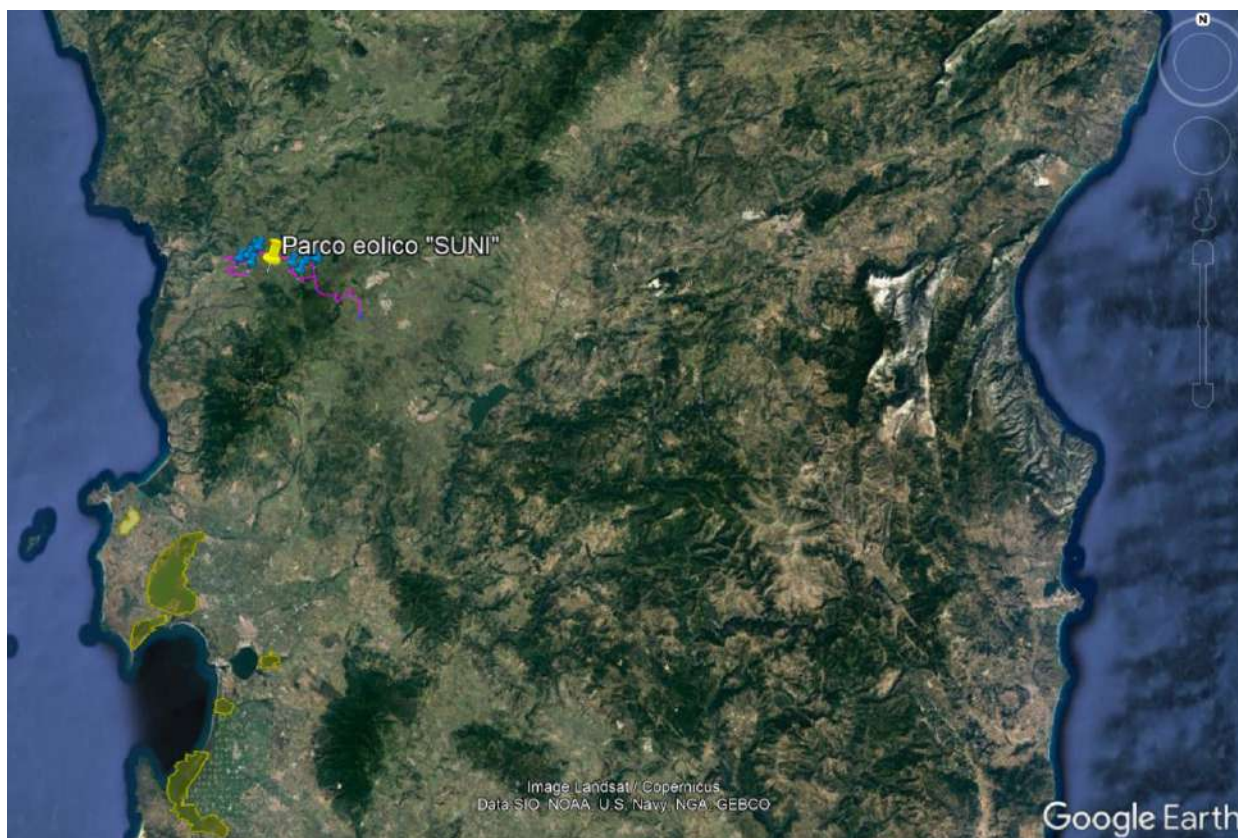 N
Parco eolico "SUNI"
Image Landsat / Copernicus
Data SIO, NOAA, U.S. Navy, NGA, GEBCO
Google Earth